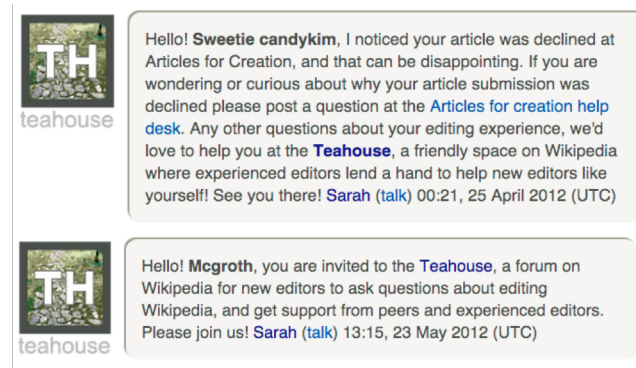 TH
teahouse
Hello! Sweetie candykim, I noticed your article was declined at
Articles for Creation, and that can be disappointing. If you are
wondering or curious about why your article submission was
declined please post a question at the Articles for creation help
desk. Any other questions about your editing experience, we'd
love to help you at the Teahouse, a friendly space on Wikipedia
where experienced editors lend a hand to help new editors like
yourself! See you there! Sarah (talk) 00:21, 25 April 2012 (UTC)
TH
teahouse
Hello! Mcgroth, you are invited to the Teahouse, a forum on
Wikipedia for new editors to ask questions about editing
Wikipedia, and get support from peers and experienced editors.
Please join us! Sarah (talk) 13:15, 23 May 2012 (UTC)